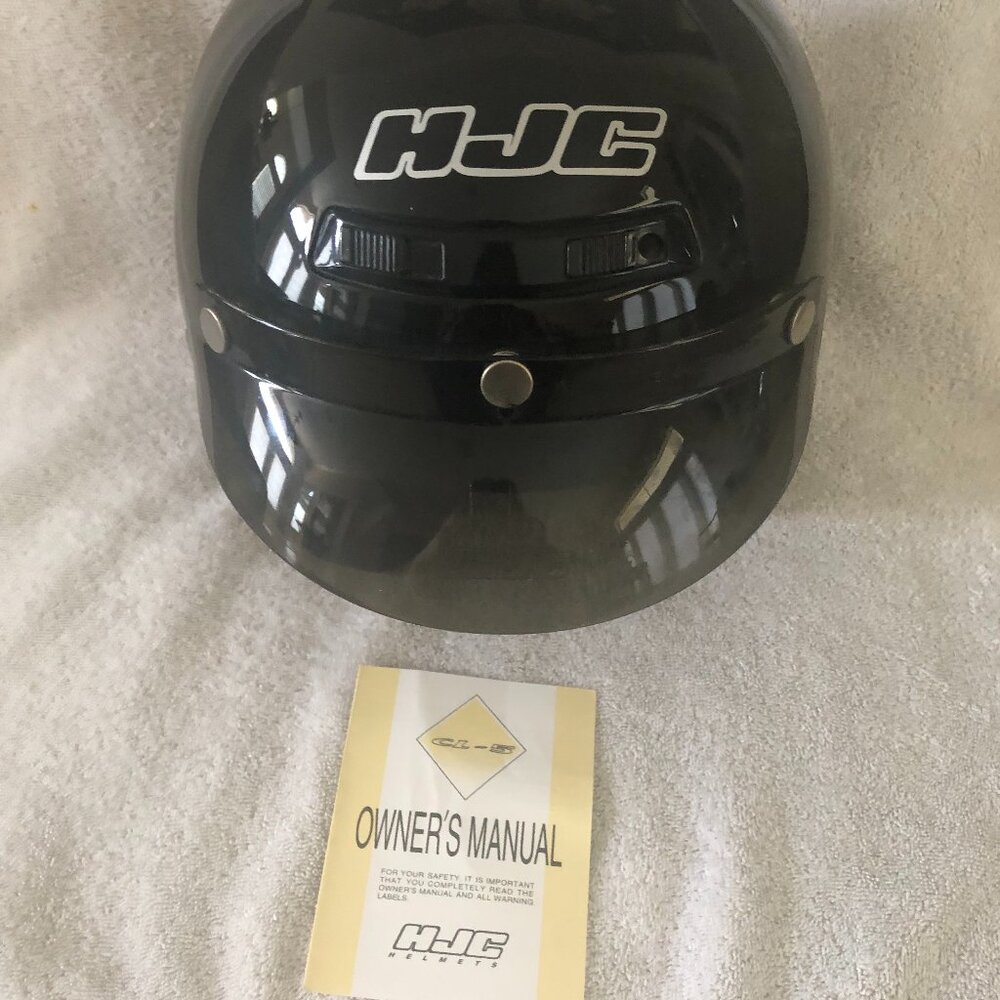 HJC
CL-5
OWNER'S MANUAL
FOR YOUR SAFETY, IT IS IMPORTANT
THAT YOU COMPLETELY READ THE
OWNER'S MANUAL AND ALL WARNING
LABELS.
HJC
HELMETS